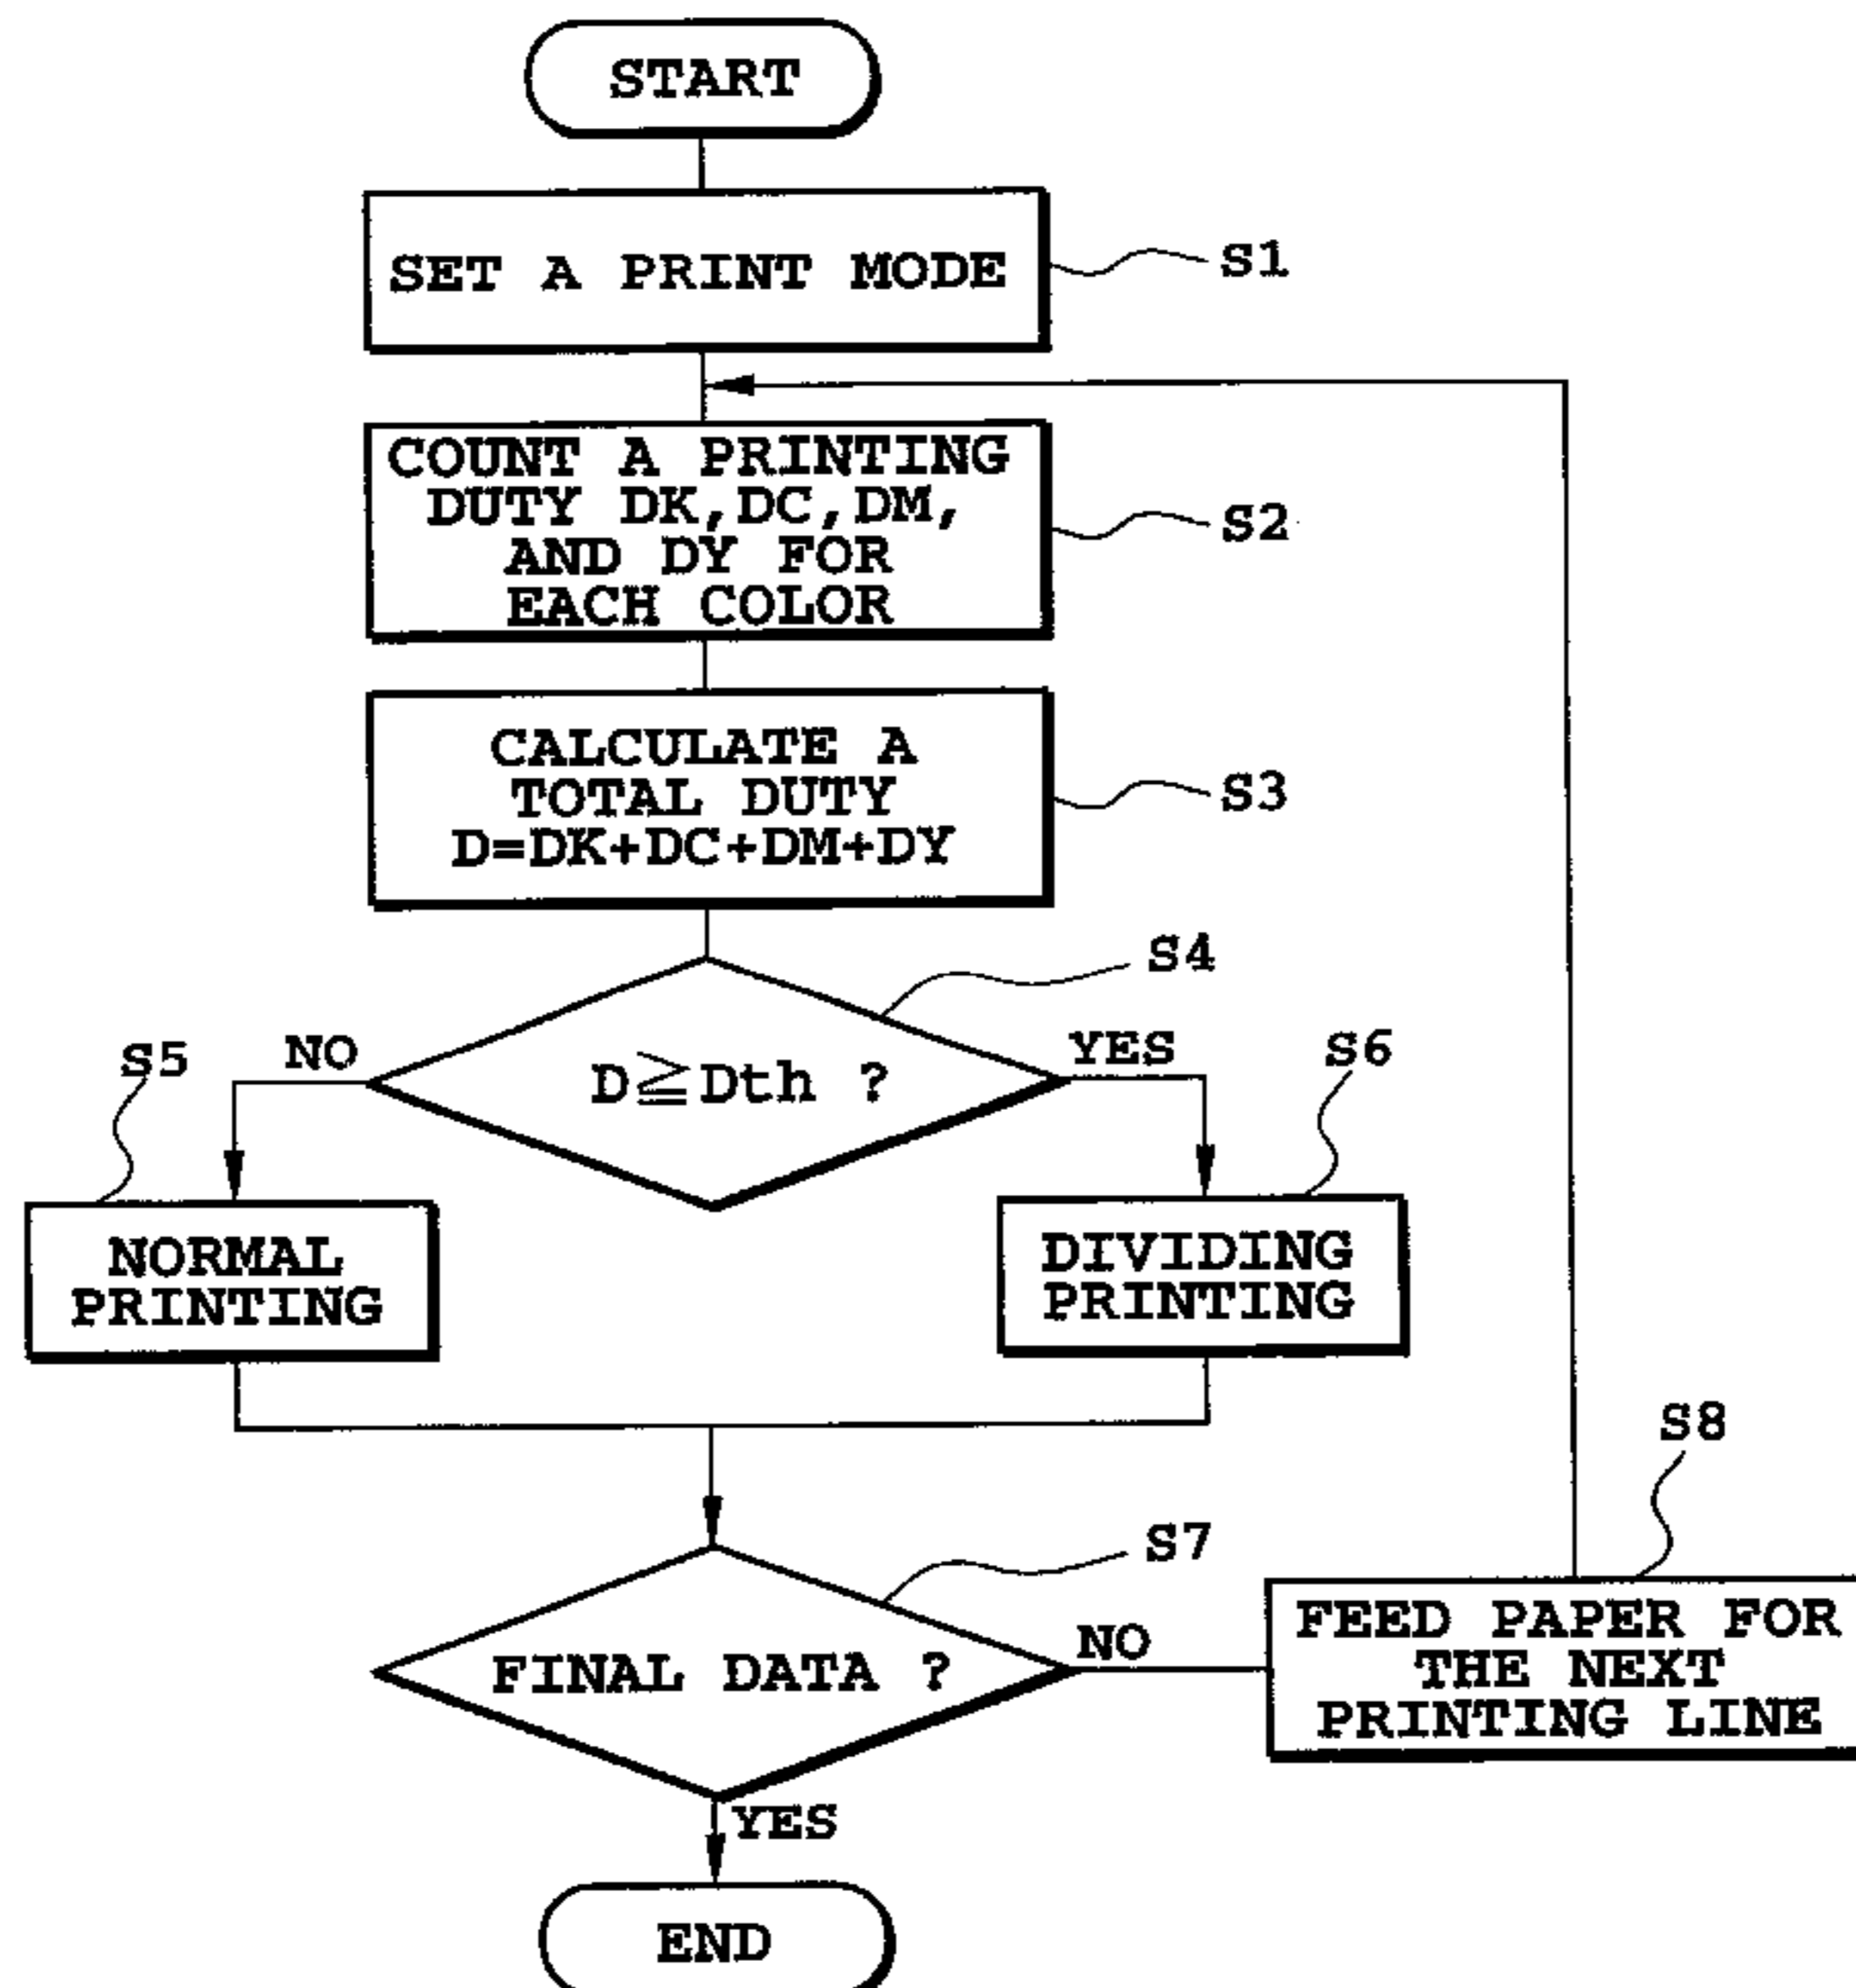 START
SET A PRINT MODE
S1
COUNT A PRINTING
DUTY DK,DC,DM,
AND DY FOR
EACH COLOR
S2
CALCULATE A
TOTAL DUTY
D=DK+DC+DM+DY
S3
S4
D≧Dth ?
NO
YES
S5
S6
NORMAL
PRINTING
DIVIDING
PRINTING
S7
FINAL DATA ?
NO
S8
FEED PAPER FOR
THE NEXT
PRINTING LINE
YES
END